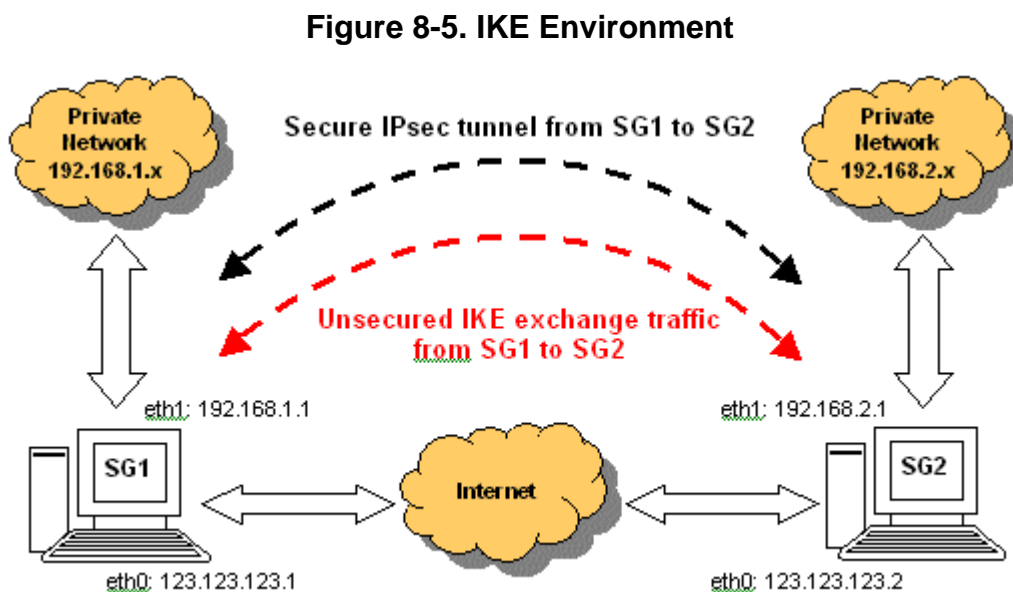 Figure 8-5. IKE Environment
Private
Network
192.168.1.x
Secure IPsec tunnel from SG1 to SG2
Private
Network
192.168.2.x
Unsecured IKE exchange traffic
from SG1 to SG2
eth1: 192.168.1.1
eth1: 192.168.2.1
SG1
Internet
SG2
eth0: 123.123.123.1
eth0: 123.123.123.2